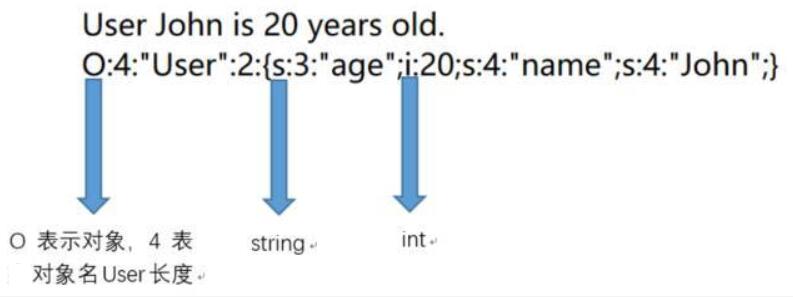 User John is 20 years old.
O:4:"User":2:{s:3:"age";i:20;s:4:"name";s:4:"John";}
O 表示对象，4 表
对象名User长度
string
int